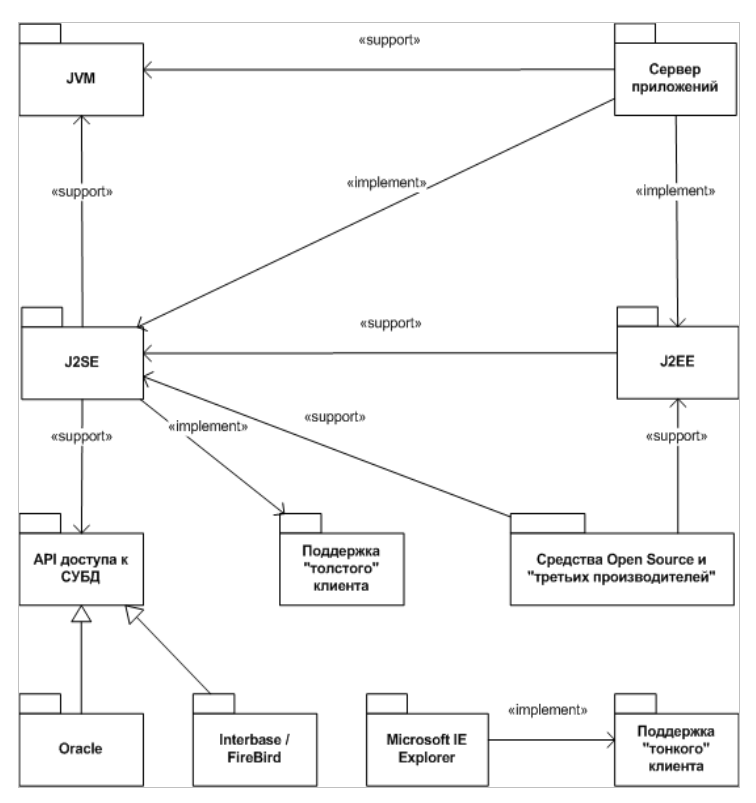 «support»
JVM
Сервер
приложений
«support»
«implement»
«implement»
«support»
J2SE
J2EE
«support»
«implement»
«support»
«support»
API доступа к
СУБД
Поддержка
"толстого"
клиента
Средства Open Source и
"третьих производителей"
«implement»
Oracle
Interbase /
FireBird
Microsoft IE
Explorer
Поддержка
"тонкого"
клиента